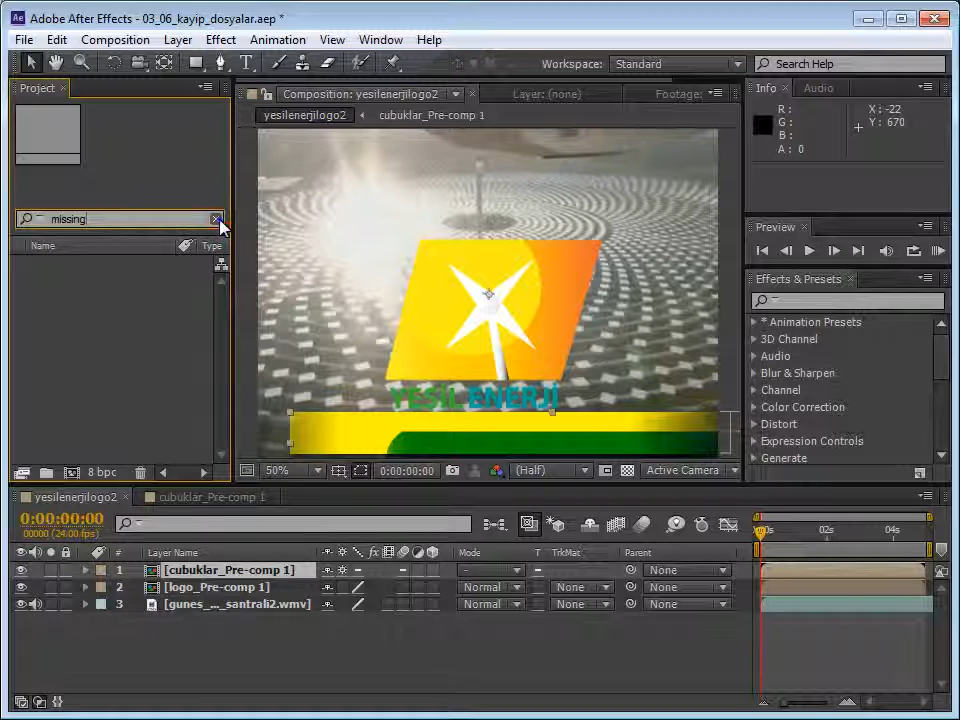 Adobe After Effects - 03_06_kayip_dosyalar.aep *
File Edit Composition Layer Effect Animation View Window Help
Workspace: Standard Search Help
Project
Composition: yesilenerjilogo2 Layer: (none) Footage:
yesilenerjilogo2 cubuklar_Pre-comp 1
Info Audio
R: X: -22
G: Y: 670
B:
A: 0
missing
Name Type
Preview
Effects & Presets
* Animation Presets
3D Channel
Audio
Blur & Sharpen
Channel
Color Correction
Distort
Expression Controls
Generate
YESİL ENERJİ
8 bpc
50% 0:00:00:00 (Half) Active Camera
yesilenerjilogo2 cubuklar_Pre-comp 1
0:00:00:00
00000 (24.00 fps)
02s 04s
# Layer Name fx Mode T TrkMat Parent
1 [cubuklar_Pre-comp 1] - None
2 [logo_Pre-comp 1] Normal None None
3 [gunes_..._santrali2.wmv] Normal None None